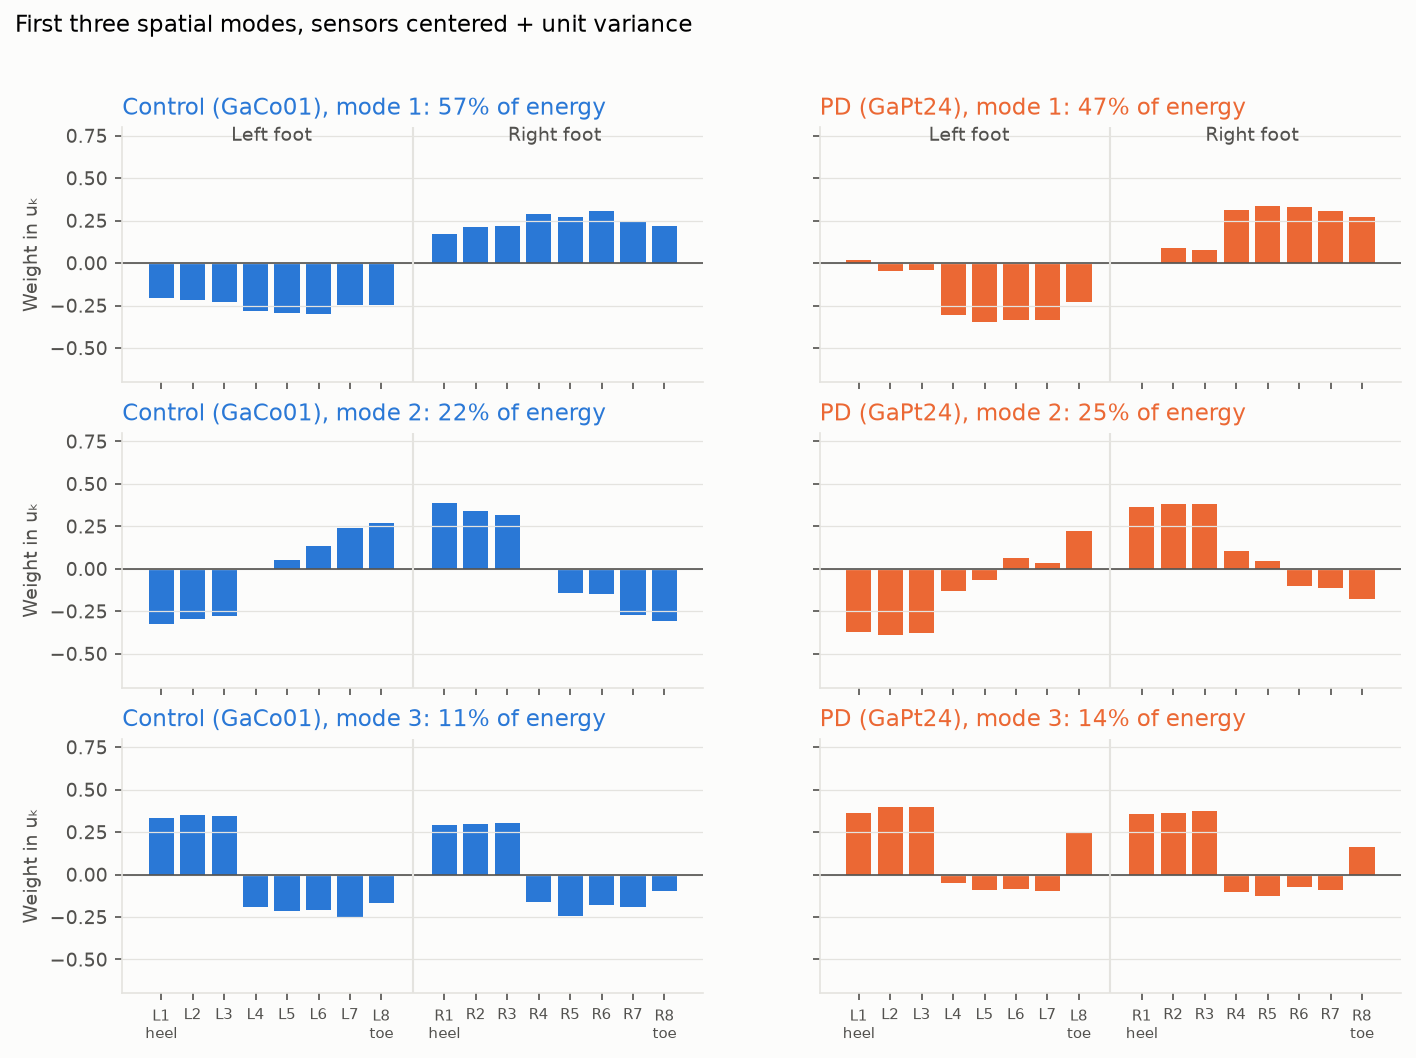 First three spatial modes, sensors centered + unit variance
Control (GaCo01), mode 1: 57% of energy
Left foot
Right foot
0.75
0.50
0.25
0.00
−0.25
−0.50
Weight in uₖ
PD (GaPt24), mode 1: 47% of energy
Left foot
Right foot
Control (GaCo01), mode 2: 22% of energy
0.75
0.50
0.25
0.00
−0.25
−0.50
Weight in uₖ
PD (GaPt24), mode 2: 25% of energy
Control (GaCo01), mode 3: 11% of energy
0.75
0.50
0.25
0.00
−0.25
−0.50
Weight in uₖ
L1 L2 L3 L4 L5 L6 L7 L8 R1 R2 R3 R4 R5 R6 R7 R8
heel toe heel toe
PD (GaPt24), mode 3: 14% of energy
L1 L2 L3 L4 L5 L6 L7 L8 R1 R2 R3 R4 R5 R6 R7 R8
heel toe heel toe